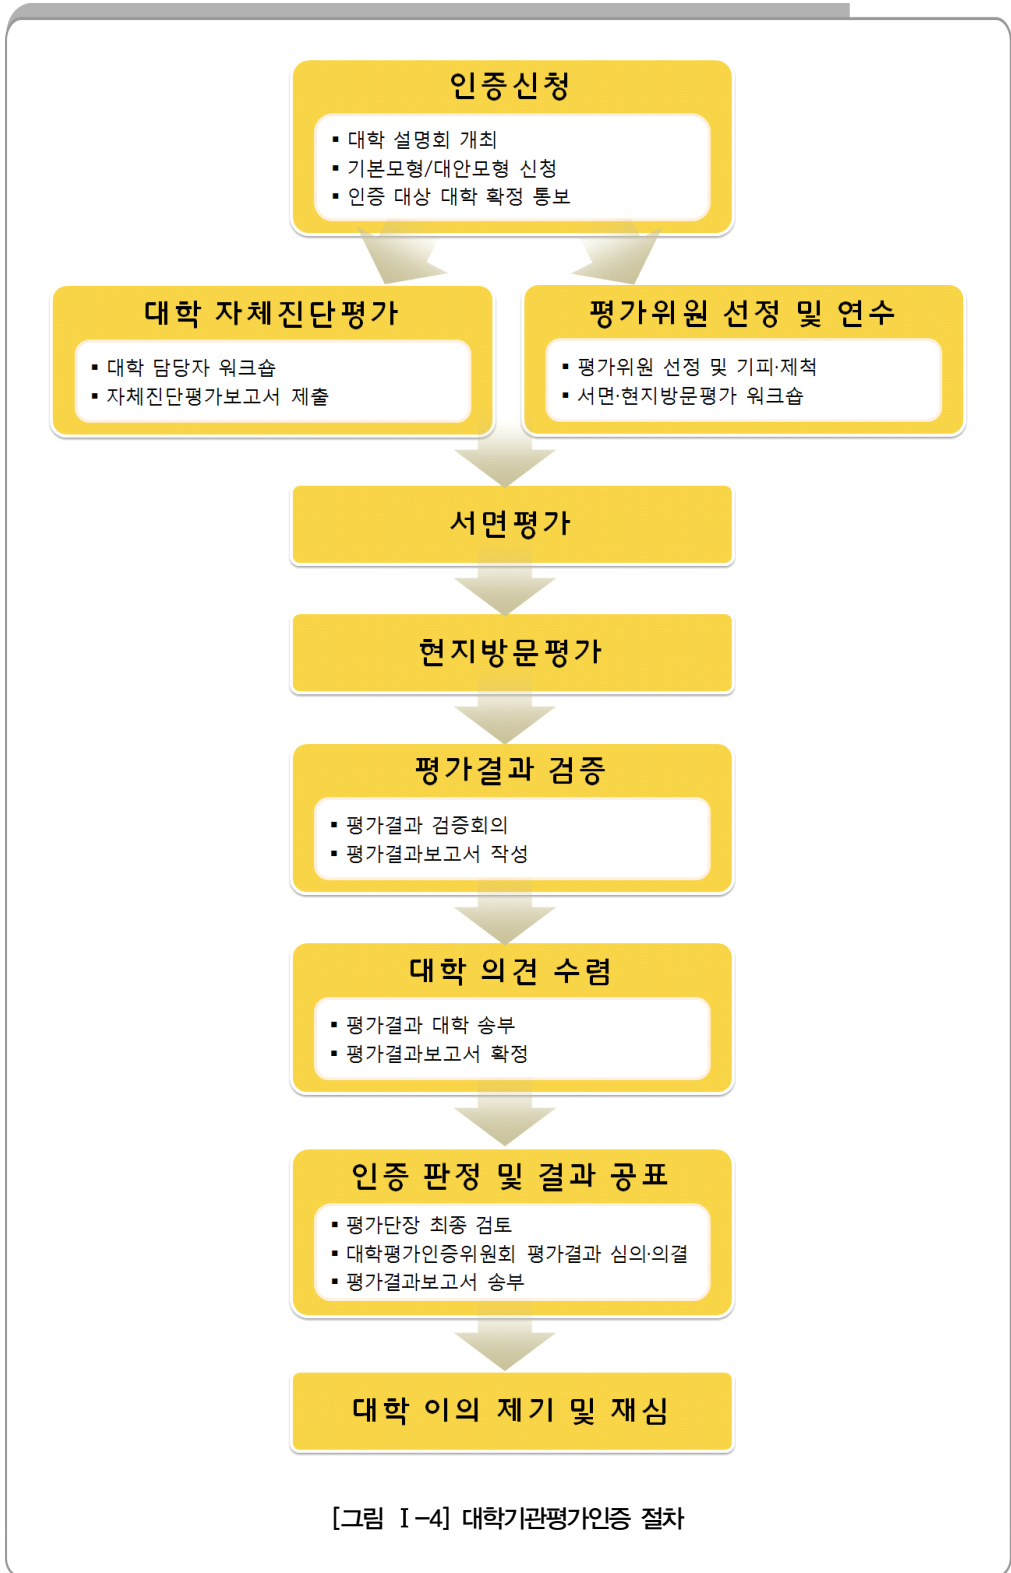 인증신청
▪ 대학 설명회 개최
▪ 기본모형/대안모형 신청
▪ 인증 대상 대학 확정 통보
대학 자체진단평가
▪ 대학 담당자 워크숍
▪ 자체진단평가보고서 제출
평가위원 선정 및 연수
▪ 평가위원 선정 및 기피·제척
▪ 서면·현지방문평가 워크숍
서면평가
현지방문평가
평가결과 검증
▪ 평가결과 검증회의
▪ 평가결과보고서 작성
대학 의견 수렴
▪ 평가결과 대학 송부
▪ 평가결과보고서 확정
인증 판정 및 결과 공표
▪ 평가단장 최종 검토
▪ 대학평가인증위원회 평가결과 심의·의결
▪ 평가결과보고서 송부
대학 이의 제기 및 재심
[그림 Ⅰ-4] 대학기관평가인증 절차